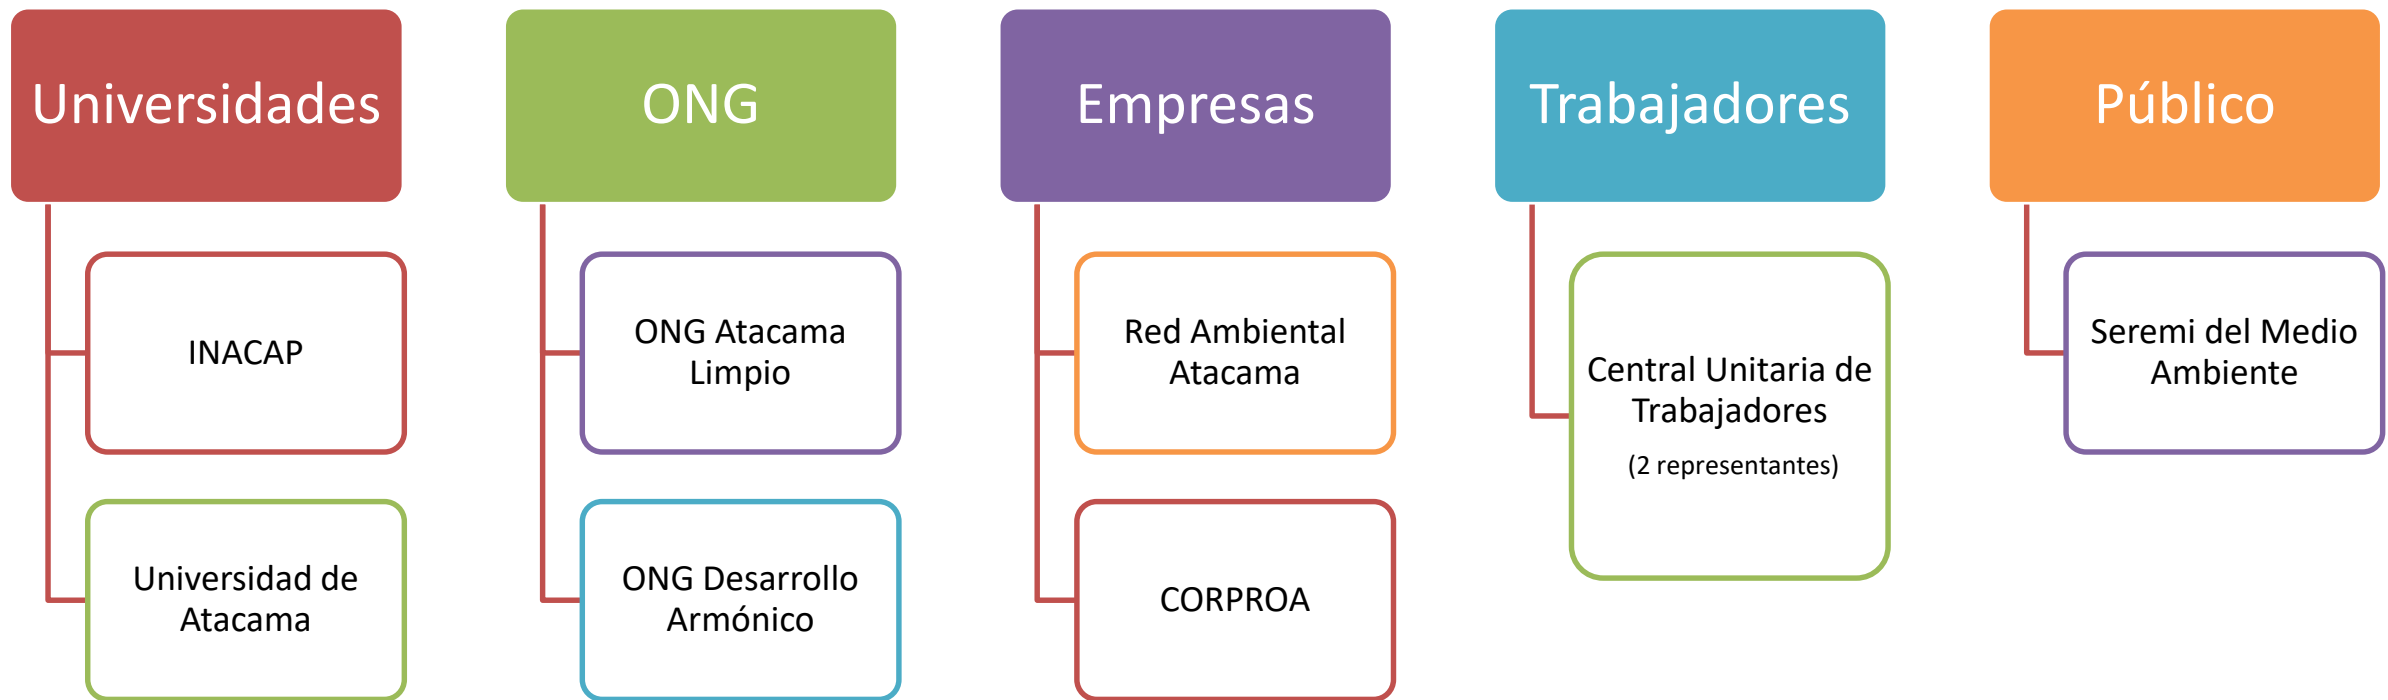 Universidades
INACAP
Universidad de
Atacama
ONG
ONG Atacama
Limpio
ONG Desarrollo
Armónico
Empresas
Red Ambiental
Atacama
CORPROA
Trabajadores
Central Unitaria de
Trabajadores
(2 representantes)
Público
Seremi del Medio
Ambiente